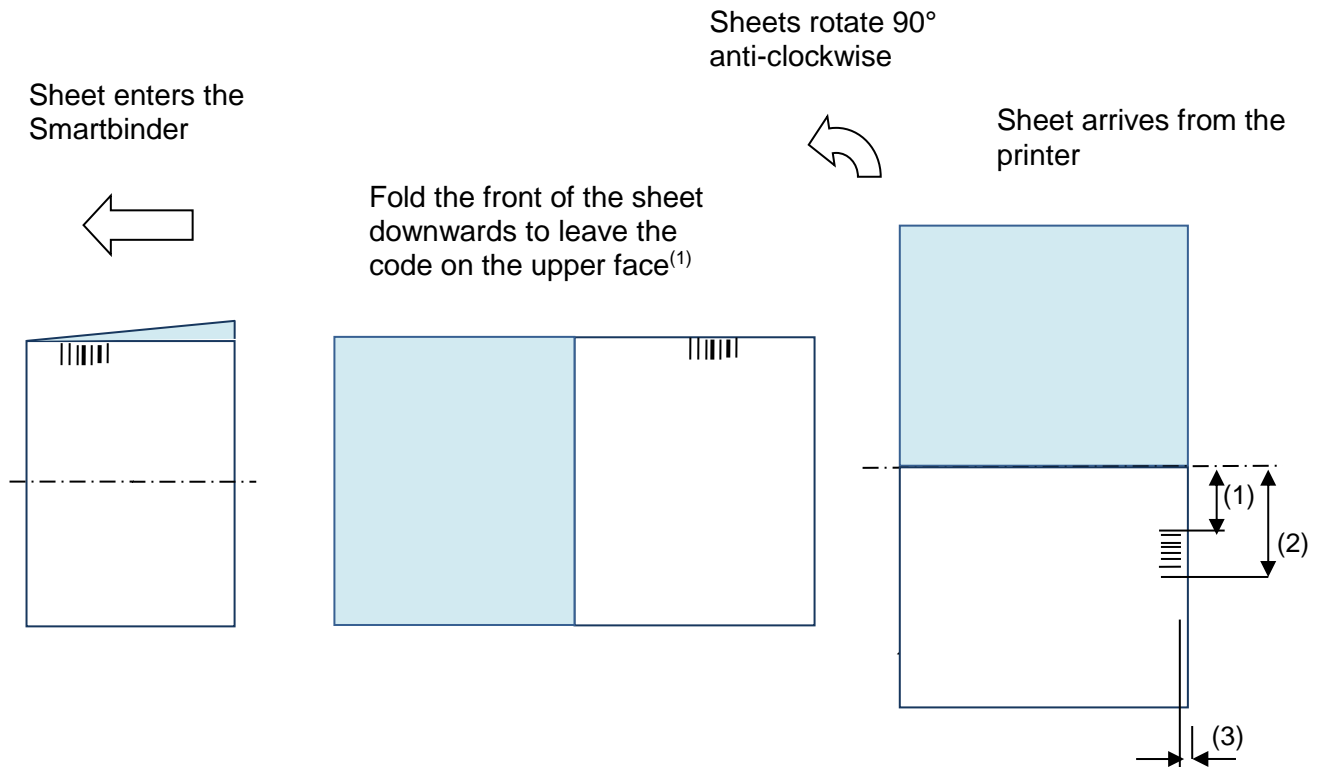 Sheets rotate 90°
anti-clockwise
Sheet enters the
Smartbinder
Sheet arrives from the
printer
Fold the front of the sheet
downwards to leave the
code on the upper face(1)
(1)
(2)
(3)